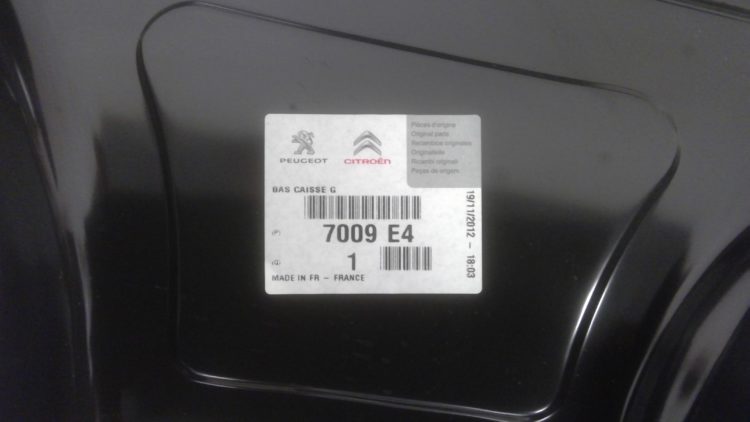 PEUGEOT
CITROËN
Pièces d'origine
Original parts
Recambios originales
Originalteile
Ricambi originali
Peças de origem
BAS CAISSE G
(P) 7009 E4
(Q) 1
MADE IN FR - FRANCE
19/11/2012 - 18:03